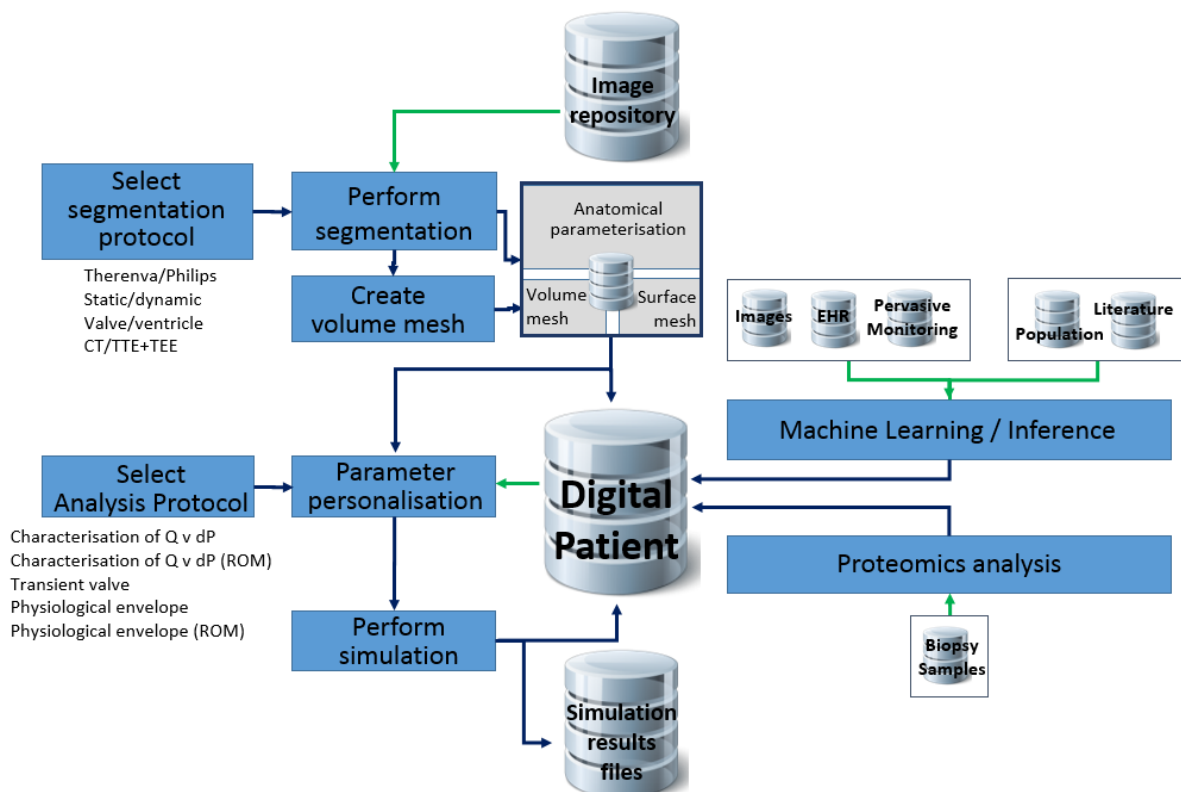 Image
repository
Select
segmentation
protocol
Therenva/Philips
Static/dynamic
Valve/ventricle
CT/TTE+TEE
Perform
segmentation
Create
volume mesh
Anatomical
parameterisation
Volume
mesh
Surface
mesh
Images
EHR
Pervasive
Monitoring
Population
Literature
Machine Learning / Inference
Select
Analysis Protocol
Characterisation of Q v dP
Characterisation of Q v dP (ROM)
Transient valve
Physiological envelope
Physiological envelope (ROM)
Parameter
personalisation
Digital
Patient
Proteomics analysis
Perform
simulation
Biopsy
Samples
Simulation
results
files